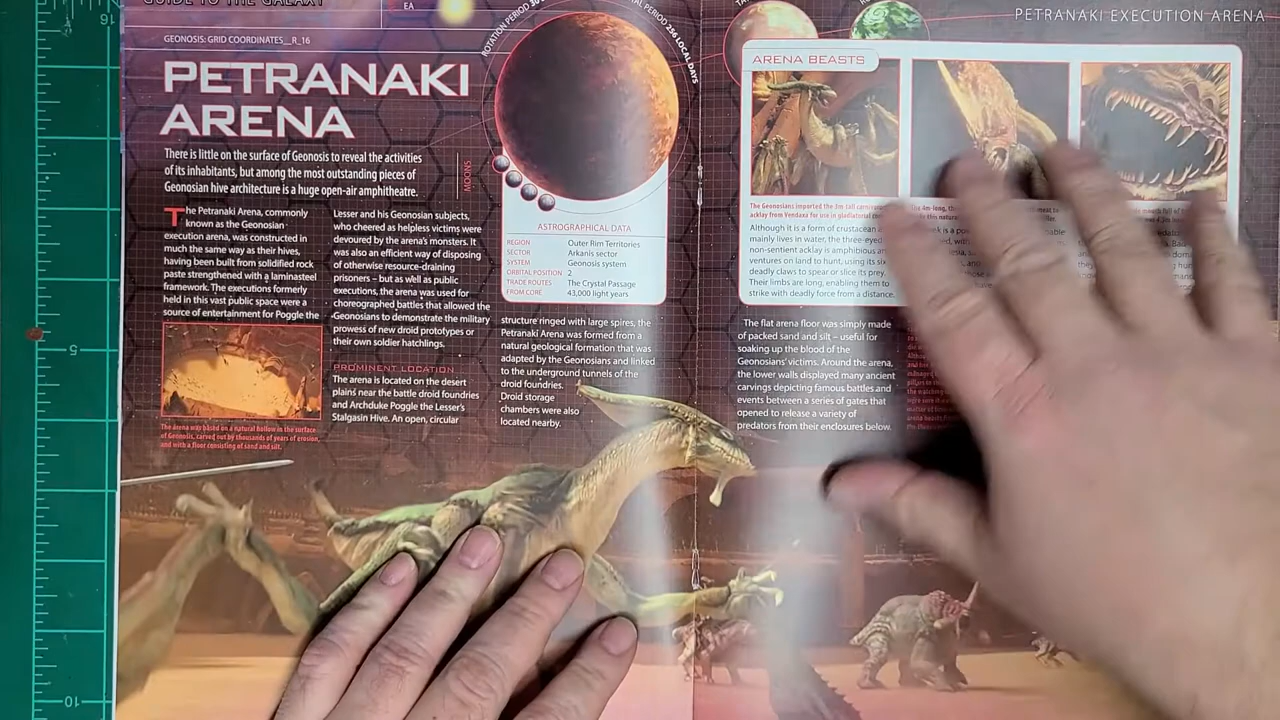 GUIDE TO THE GALAXY
EA
GEONOSIS: GRID COORDINATES__R_16
PETRANAKI
ARENA
There is little on the surface of Geonosis to reveal the activities
of its inhabitants, but among the most outstanding pieces of
Geonosian hive architecture is a huge open-air amphitheatre.
The Petranaki Arena, commonly
known as the Geonosian
execution arena, was constructed in
much the same way as their hives,
having been built from solidified rock
paste strengthened with a laminasteel
framework. The executions formerly
held in this vast public space were a
source of entertainment for Poggle the
The arena was based on a natural hollow in the surface
of Geonosis, carved out by thousands of years of erosion,
and with a floor consisting of sand and silt.
Lesser and his Geonosian subjects,
who cheered as helpless victims were
devoured by the arena's monsters. It
was also an efficient way of disposing
of otherwise resource-draining
prisoners – but as well as public
executions, the arena was used for
choreographed battles that allowed the
Geonosians to demonstrate the military
prowess of new droid prototypes or
their own soldier hatchlings.
PROMINENT LOCATION
The arena is located on the desert
plains near the battle droid foundries
and Archduke Poggle the Lesser's
Stalgasin Hive. An open, circular
ROTATION PERIOD
PERIOD 256 LOCAL DAYS
MOONS
ASTROGRAPHICAL DATA
REGION Outer Rim Territories
SECTOR Arkanis sector
SYSTEM Geonosis system
ORBITAL POSITION 2
TRADE ROUTES The Crystal Passage
FROM CORE 43,000 light years
structure ringed with large spires, the
Petranaki Arena was formed from a
natural geological formation that was
adapted by the Geonosians and linked
to the underground tunnels of the
droid foundries.
Droid storage
chambers were also
located nearby.
PETRANAKI EXECUTION ARENA
ARENA BEASTS
The Geonosians imported the 3m-tall
acklay from Vendaxa for use in gladiatorial
Although it is a form of crustacean
mainly lives in water, the three-eyed
non-sentient acklay is amphibious
ventures on land to hunt, using its six
deadly claws to spear or slice its prey.
Their limbs are long, enabling them to
strike with deadly force from a distance.
The flat arena floor was simply made
of packed sand and silt – useful for
soaking up the blood of the
Geonosians' victims. Around the arena,
the lower walls displayed many ancient
carvings depicting famous battles and
events between a series of gates that
opened to release a variety of
predators from their enclosures below.
5
10
16